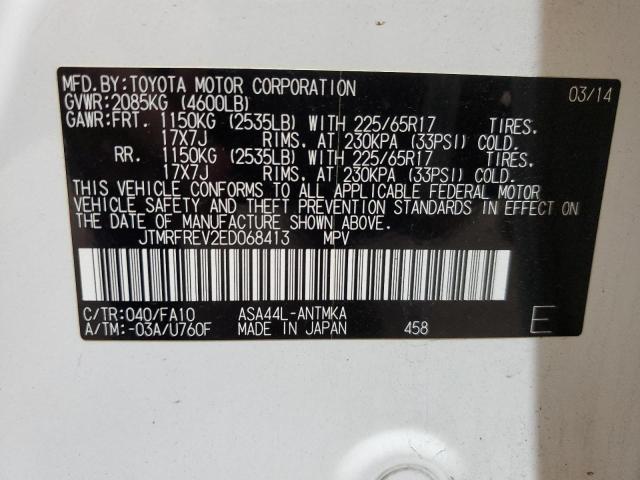 MFD.BY:TOYOTA MOTOR CORPORATION 03/14
GVWR:2085KG (4600LB)
GAWR:FRT. 1150KG (2535LB) WITH 225/65R17 TIRES.
17X7J RIMS. AT 230KPA (33PSI) COLD.
RR. 1150KG (2535LB) WITH 225/65R17 TIRES.
17X7J RIMS. AT 230KPA (33PSI) COLD.
THIS VEHICLE CONFORMS TO ALL APPLICABLE FEDERAL MOTOR
VEHICLE SAFETY AND THEFT PREVENTION STANDARDS IN EFFECT ON
THE DATE OF MANUFACTURE SHOWN ABOVE.
JTMRFREV2ED068413 MPV
C/TR:040/FA10 ASA44L-ANTMKA
A/TM:-03A/U760F MADE IN JAPAN 458 E